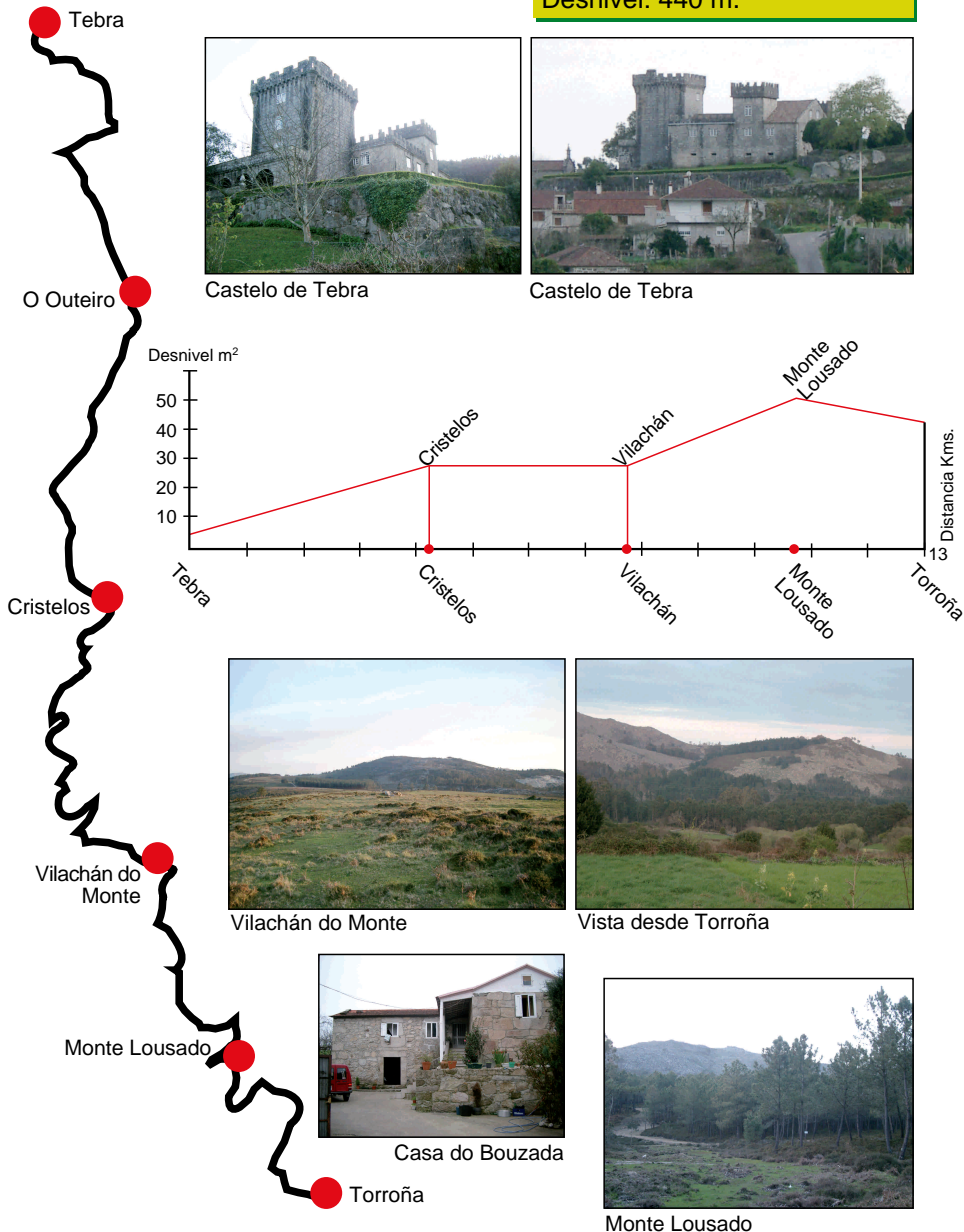 Desnivel: 440 m.
Tebra
O Outeiro
Cristelos
Vilachán do
Monte
Monte Lousado
Torroña
Castelo de Tebra
Castelo de Tebra
Desnivel m²
50
40
30
20
10
Cristelos
Vilachán
Monte
Lousado
Distancia Kms.
13
Tebra
Cristelos
Vilachán
Monte
Lousado
Torroña
Vilachán do Monte
Vista desde Torroña
Casa do Bouzada
Monte Lousado